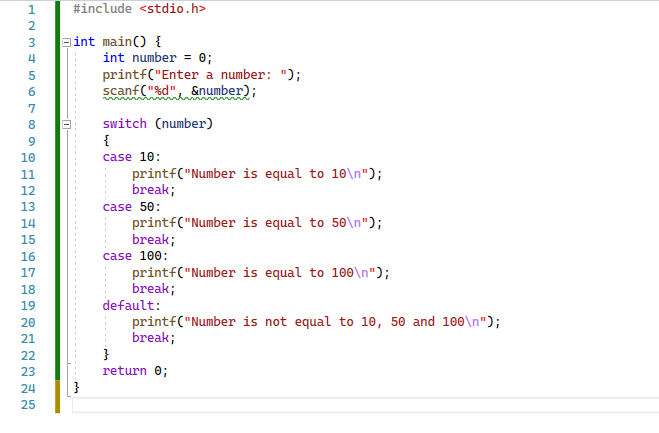 1 #include <stdio.h>
2
3 int main() {
4     int number = 0;
5     printf("Enter a number: ");
6     scanf("%d", &number);
7
8     switch (number)
9     {
10     case 10:
11         printf("Number is equal to 10\n");
12         break;
13     case 50:
14         printf("Number is equal to 50\n");
15         break;
16     case 100:
17         printf("Number is equal to 100\n");
18         break;
19     default:
20         printf("Number is not equal to 10, 50 and 100\n");
21         break;
22     }
23     return 0;
24 }
25